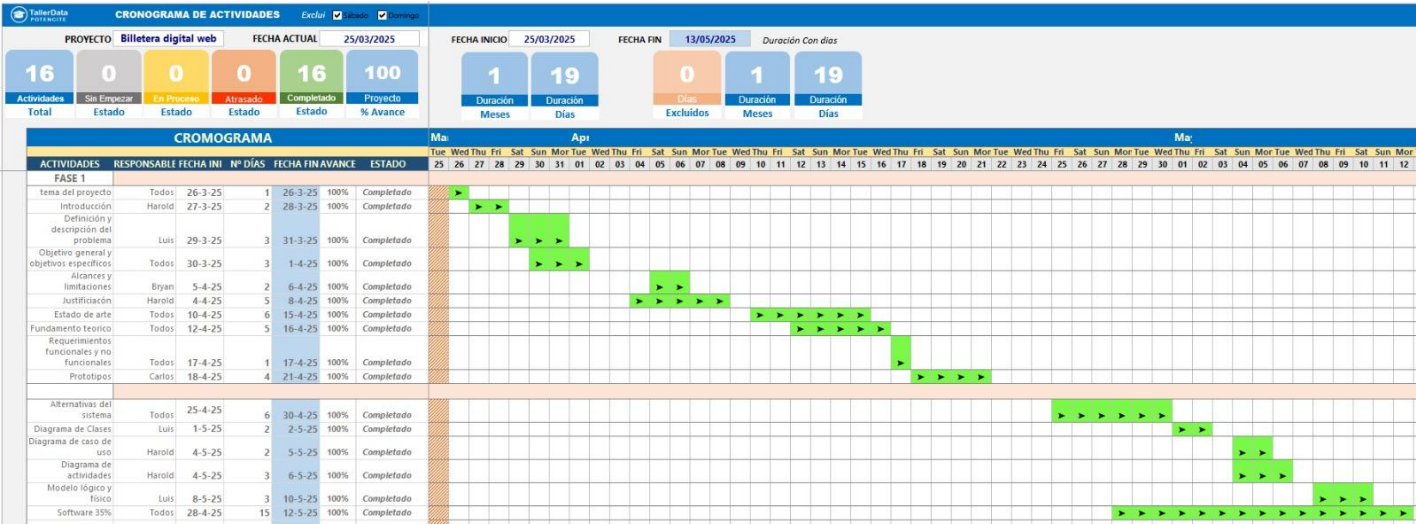 TallerData
POTENCITE
CRONOGRAMA DE ACTIVIDADES Exclui Sábado Domingo
PROYECTO Billetera digital web FECHA ACTUAL 25/03/2025 FECHA INICIO 25/03/2025 FECHA FIN 13/05/2025 Duración Con dias
16 0 0 0 16 100 1 19 0 1 19
Actividades Sin Empezar En Proceso Atrasado Completado Proyecto Duración Duración Días Duración Duración
Total Estado Estado Estado Estado % Avance Meses Días Excluidos Meses Días
CROMOGRAMA Apr
Tue Wed Thu Fri Sat Sun Mor Tue Wed Thu Fri Sat Sun Mor Tue Wed Thu Fri Sat Sun Mor Tue Wed Thu Fri Sat Sun Mor Tue Wed Thu Fri Sat Sun Mor Tue Wed Thu Fri Sat Sun Mor Tue Wed Thu Fri Sat Sun Mor
ACTIVIDADES RESPONSABLE FECHA INI Nº DÍAS FECHA FIN AVANCE ESTADO 25 26 27 28 29 30 31 01 02 03 04 05 06 07 08 09 10 11 12 13 14 15 16 17 18 19 20 21 22 23 24 25 26 27 28 29 30 01 02 03 04 05 06 07 08 09 10 11 12
FASE 1
tema del proyecto Todos 26-3-25 1 26-3-25 100% Completado
Introducción Harold 27-3-25 2 28-3-25 100% Completado
Definición y
descripción del
problema Luis 29-3-25 3 31-3-25 100% Completado
Objetivo general y
objetivos específicos Todos 30-3-25 3 1-4-25 100% Completado
Alcances y
limitaciones Bryan 5-4-25 2 6-4-25 100% Completado
Justificiacón Harold 4-4-25 5 8-4-25 100% Completado
Estado de arte Todos 10-4-25 6 15-4-25 100% Completado
Fundamento teorico Todos 12-4-25 5 16-4-25 100% Completado
Requerimientos
funcionales y no
funcionales Todos 17-4-25 1 17-4-25 100% Completado
Prototipos Carlos 18-4-25 4 21-4-25 100% Completado
Alternativas del
sistema Todos 25-4-25 6 30-4-25 100% Completado
Diagrama de Clases Luis 1-5-25 2 2-5-25 100% Completado
Diagrama de caso de
uso Harold 4-5-25 2 5-5-25 100% Completado
Diagrama de
actividades Harold 4-5-25 3 6-5-25 100% Completado
Modelo lógico y
físico Luis 8-5-25 3 10-5-25 100% Completado
Software 35% Todos 28-4-25 15 12-5-25 100% Completado